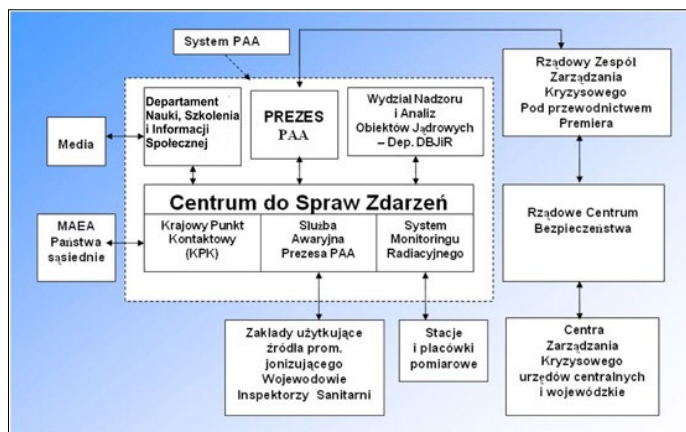 System PAA
Rządowy Zespół
Zarządzania
Kryzysowego
Pod przewodnictwem
Premiera
Departament
Nauki, Szkolenia
i Informacji
Społecznej
PREZES
PAA
Wydział Nadzoru
i Analiz
Obiektów Jądrowych
– Dep. DBJiR
Media
Centrum do Spraw Zdarzeń
Krajowy Punkt
Kontaktowy
(KPK)
Służba
Awaryjna
Prezesa PAA
System
Monitoringu
Radiacyjnego
MAEA
Państwa
sąsiednie
Rządowe Centrum
Bezpieczeństwa
Zakłady użytkujące
źródła prom.
jonizującego
Wojewodowie
Inspektorzy Sanitarni
Stacje
i placówki
pomiarowe
Centra
Zarządzania
Kryzysowego
urzędów centralnych
i wojewódzkie